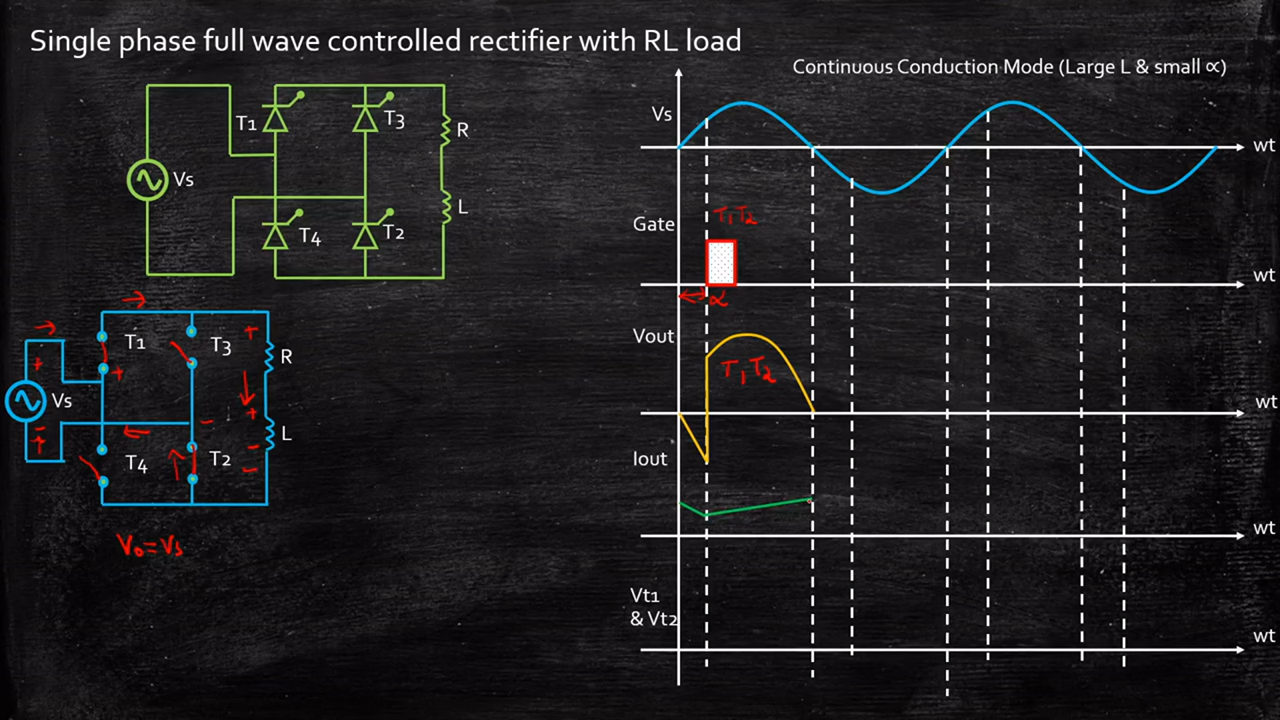 Single phase full wave controlled rectifier with RL load
Continuous Conduction Mode (Large L & small ∝)
T1
T3
R
Vs
L
T4
T2
T1
T3
R
Vs
L
T4
T2
+
+
+
+
-
-
-
-
+
V₀=Vs
Vs
wt
T₁T₂
Gate
wt
α
Vout
T₁T₂
wt
Iout
wt
Vt1
& Vt2
wt